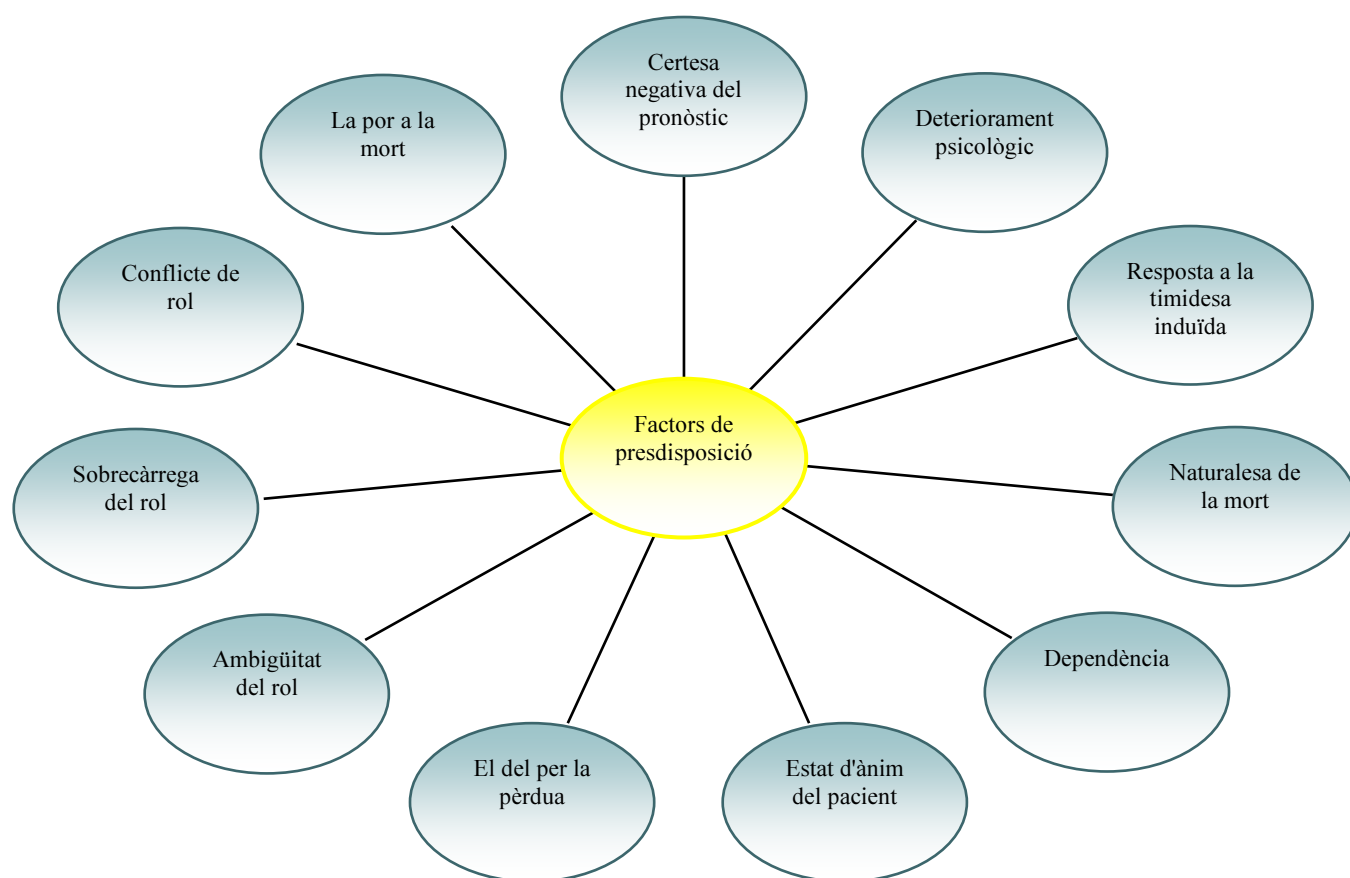 Certesa
negativa del
pronòstic
Deteriorament
psicològic
Resposta a la
timidesa
induïda
Naturalesa de
la mort
Dependència
Estat d'ànim
del pacient
El del per la
pèrdua
Ambigüitat
del rol
Sobrecàrrega
del rol
Conflicte de
rol
La por a la
mort
Factors de
presdisposició